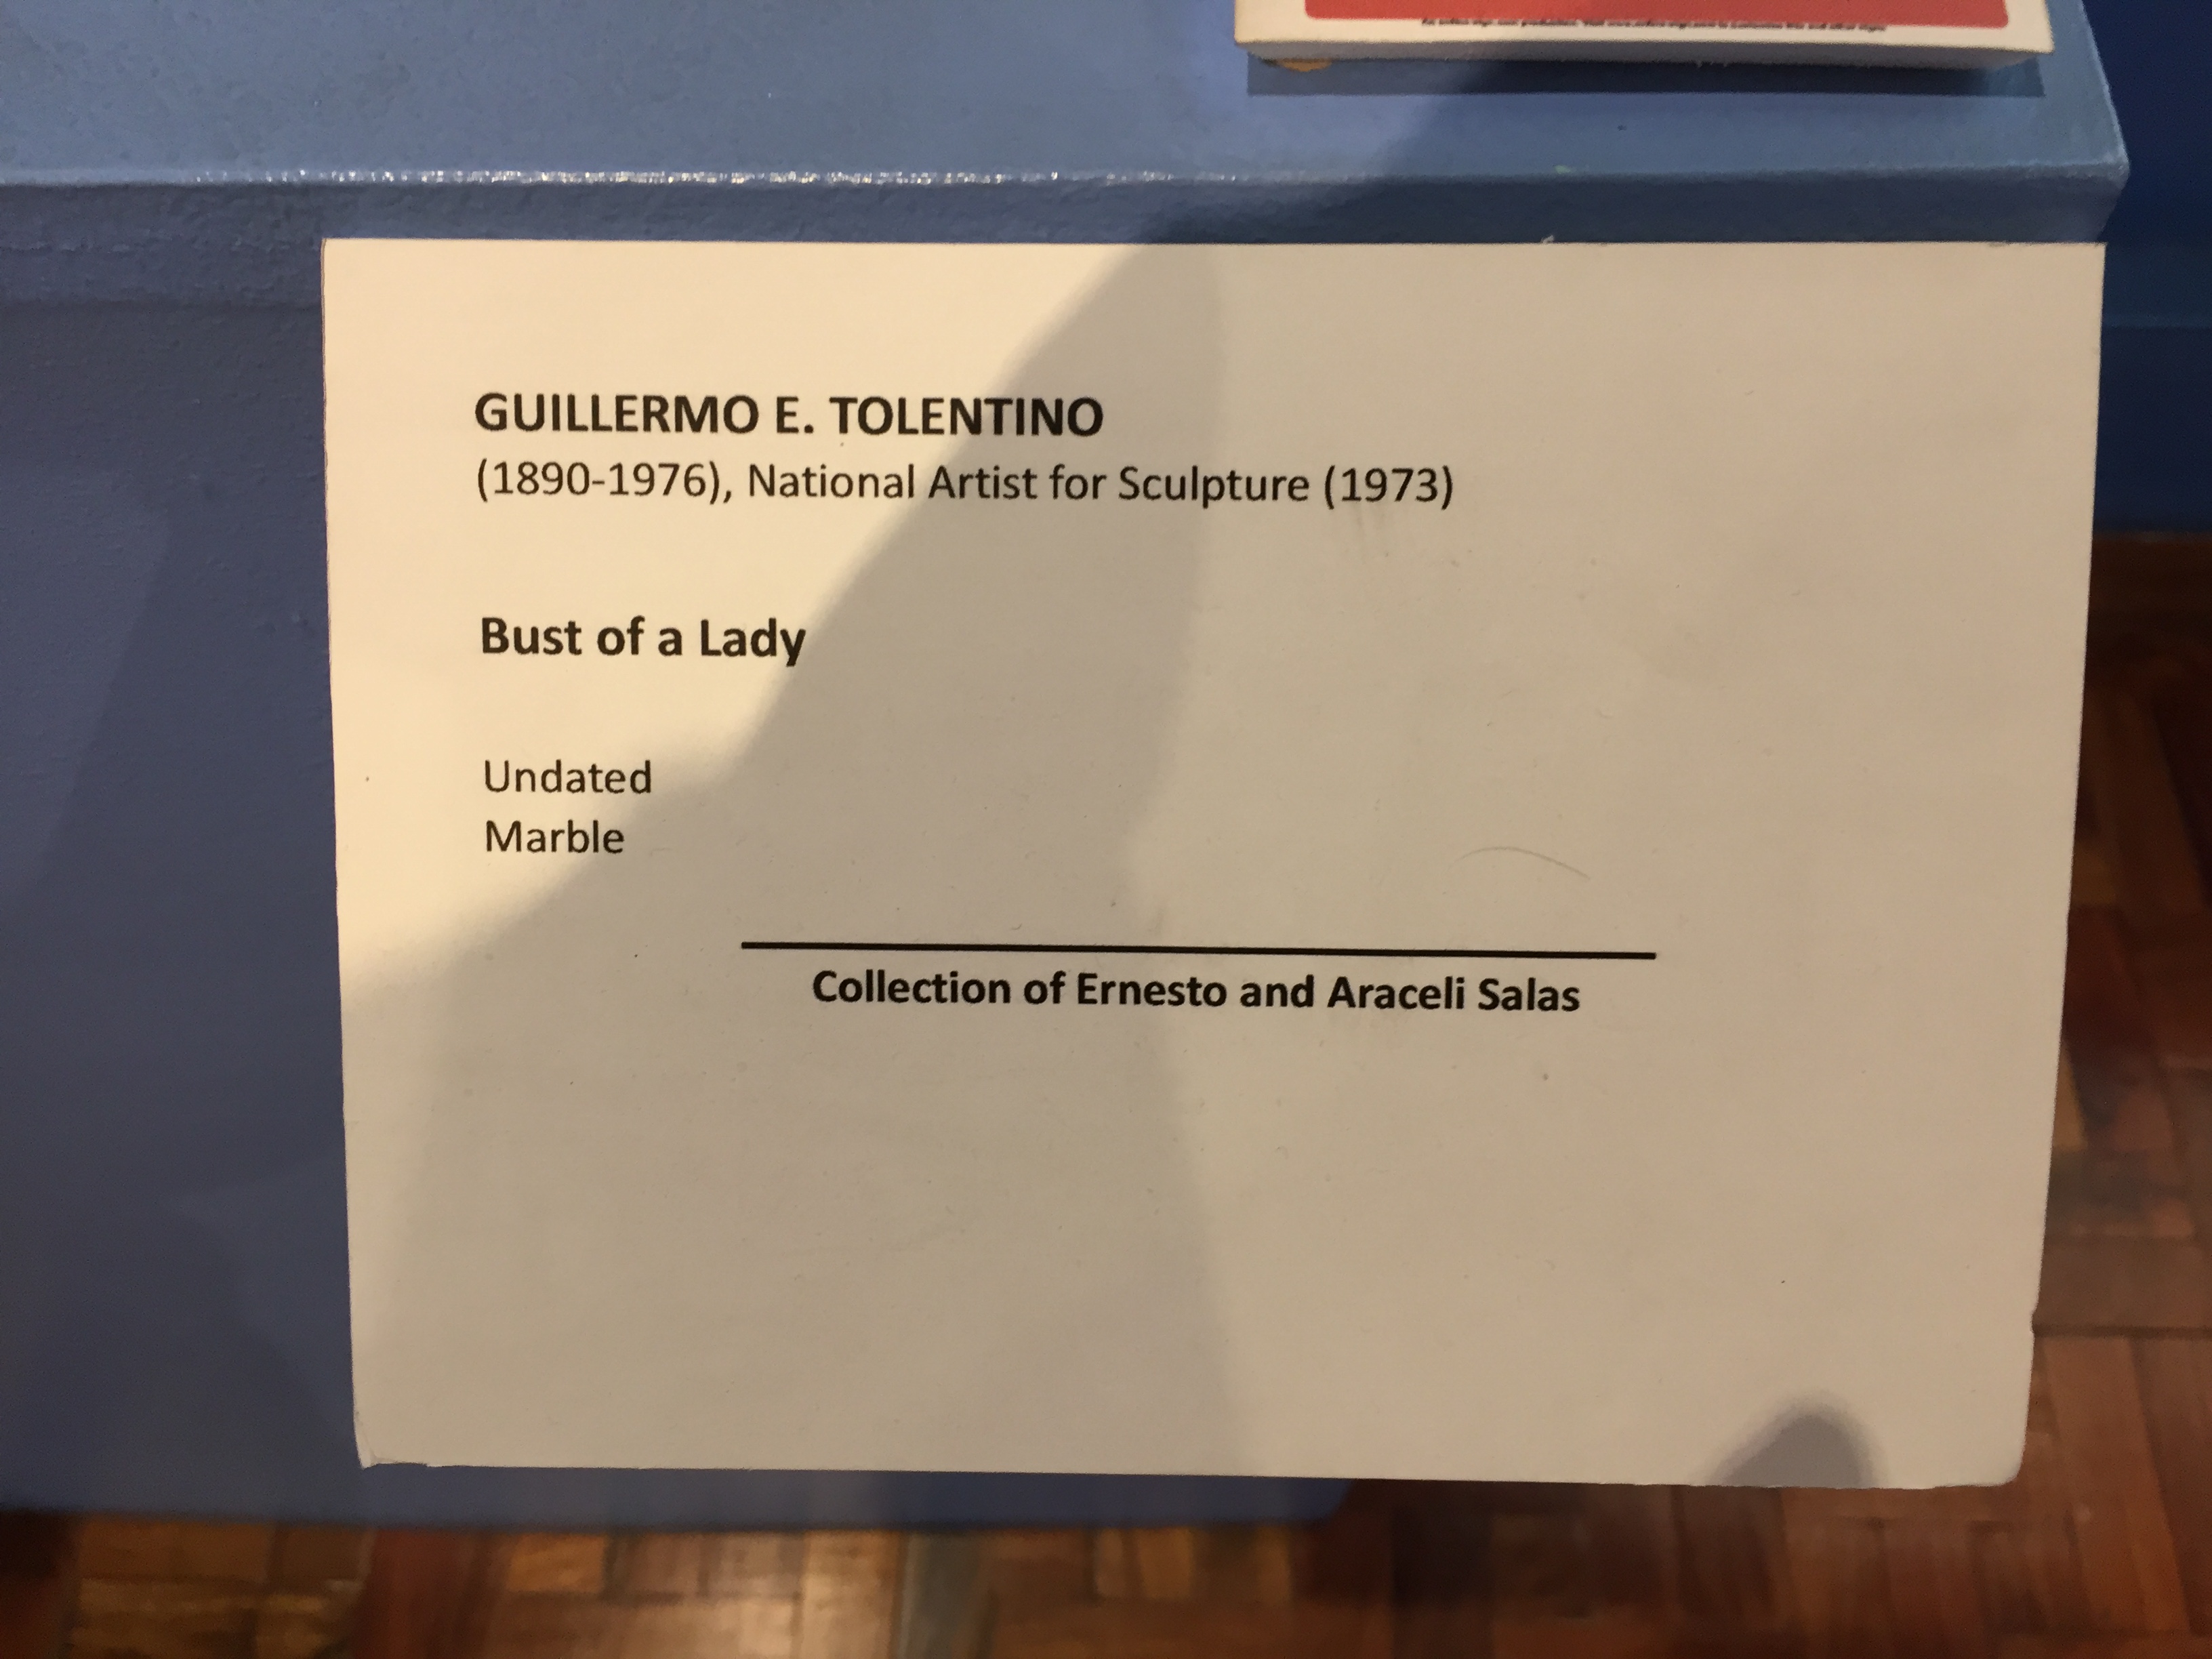 GUILLERMO E. TOLENTINO
(1890-1976), National Artist for Sculpture (1973)
Bust of a Lady
Undated
Marble
Collection of Ernesto and Araceli Salas